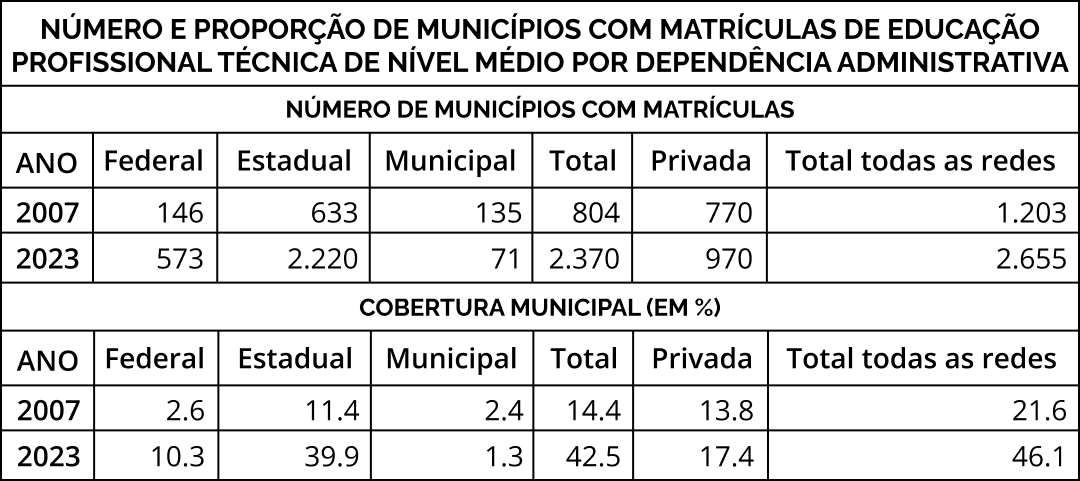 NÚMERO E PROPORÇÃO DE MUNICÍPIOS COM MATRÍCULAS DE EDUCAÇÃO
PROFISSIONAL TÉCNICA DE NÍVEL MÉDIO POR DEPENDÊNCIA ADMINISTRATIVA
NÚMERO DE MUNICÍPIOS COM MATRÍCULAS
ANO Federal Estadual Municipal Total Privada Total todas as redes
2007 146 633 135 804 770 1.203
2023 573 2.220 71 2.370 970 2.655
COBERTURA MUNICIPAL (EM %)
ANO Federal Estadual Municipal Total Privada Total todas as redes
2007 2.6 11.4 2.4 14.4 13.8 21.6
2023 10.3 39.9 1.3 42.5 17.4 46.1